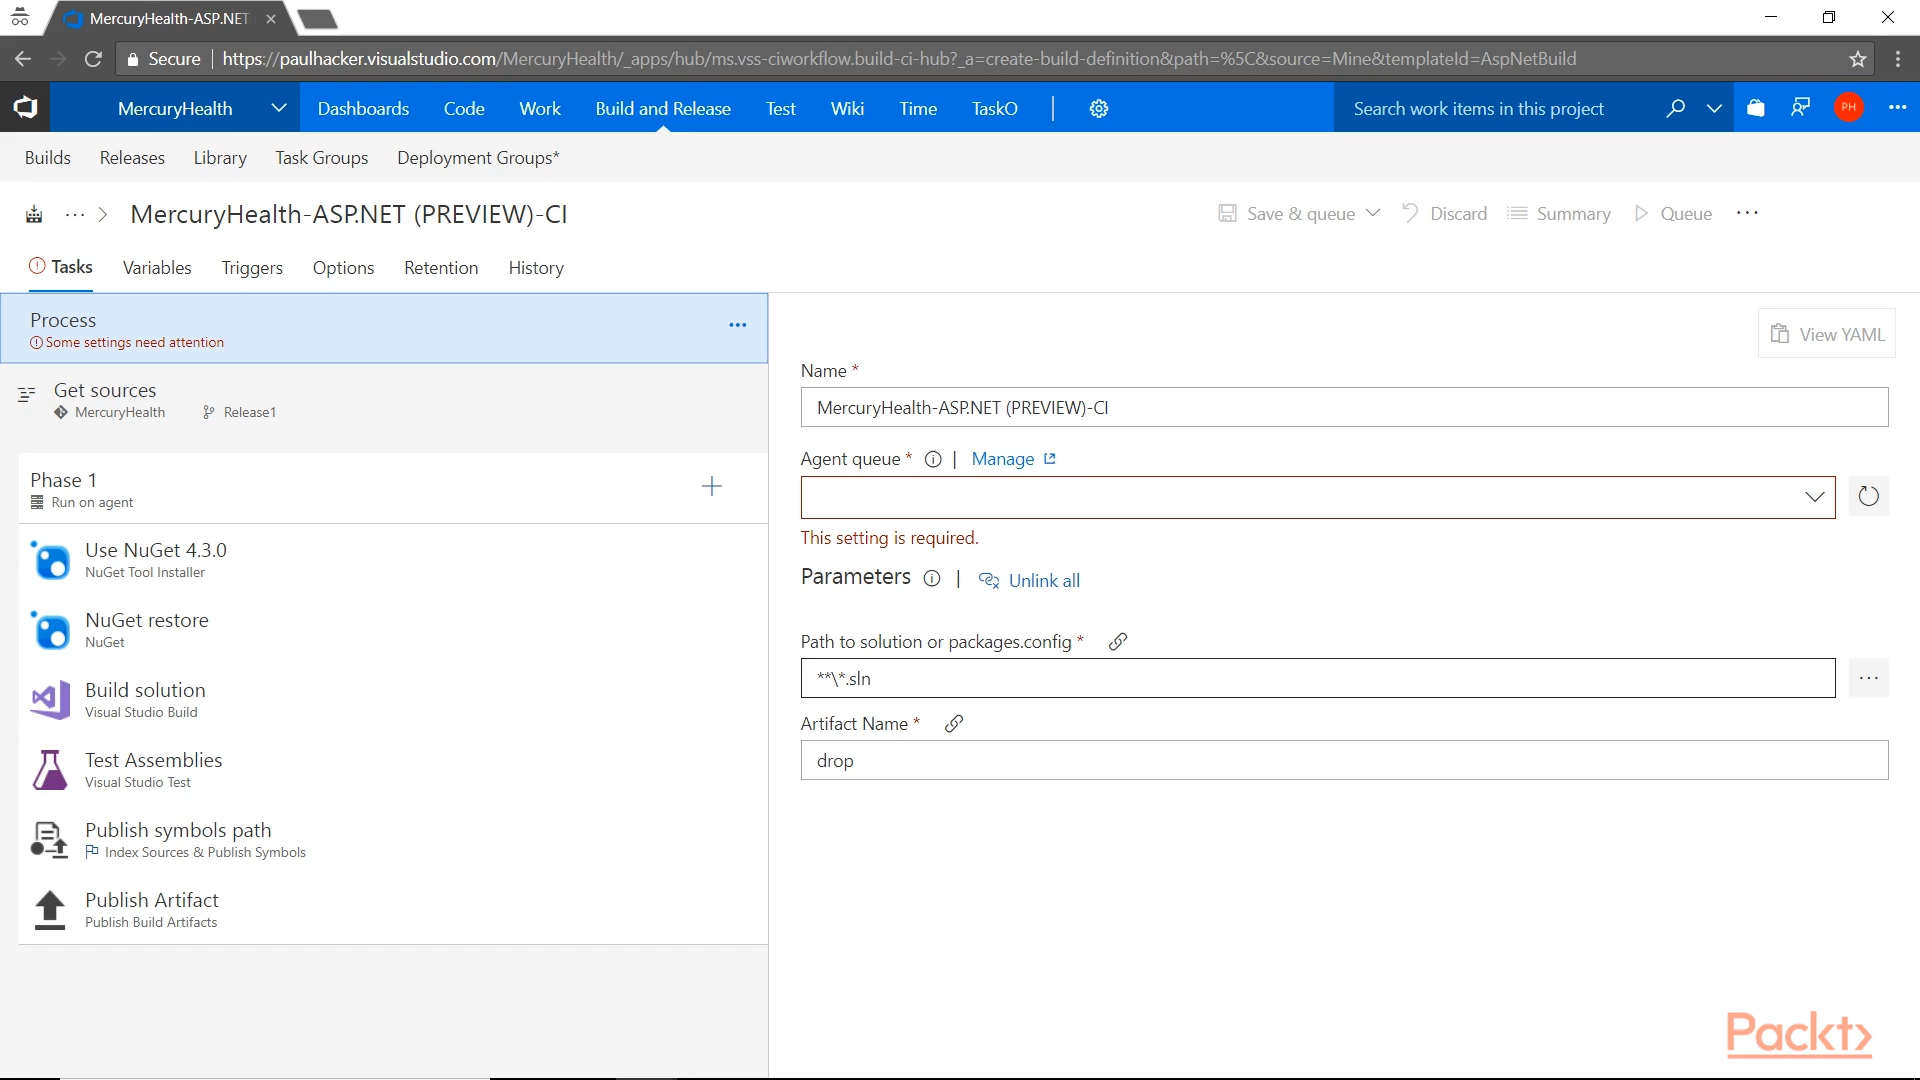 MercuryHealth-ASP.NET
Secure https://paulhacker.visualstudio.com/MercuryHealth/_apps/hub/ms.vss-ciworkflow.build-ci-hub?_a=create-build-definition&path=%5C&source=Mine&templateId=AspNetBuild
MercuryHealth Dashboards Code Work Build and Release Test Wiki Time TaskO Search work items in this project PH
Builds Releases Library Task Groups Deployment Groups*
MercuryHealth-ASP.NET (PREVIEW)-CI Save & queue Discard Summary Queue
Tasks Variables Triggers Options Retention History
Process
Some settings need attention
Get sources
MercuryHealth Release1
Phase 1
Run on agent
Use NuGet 4.3.0
NuGet Tool Installer
NuGet restore
NuGet
Build solution
Visual Studio Build
Test Assemblies
Visual Studio Test
Publish symbols path
Index Sources & Publish Symbols
Publish Artifact
Publish Build Artifacts
View YAML
Name *
MercuryHealth-ASP.NET (PREVIEW)-CI
Agent queue * | Manage
This setting is required.
Parameters | Unlink all
Path to solution or packages.config *
**\*.sln
Artifact Name *
drop
Packt>